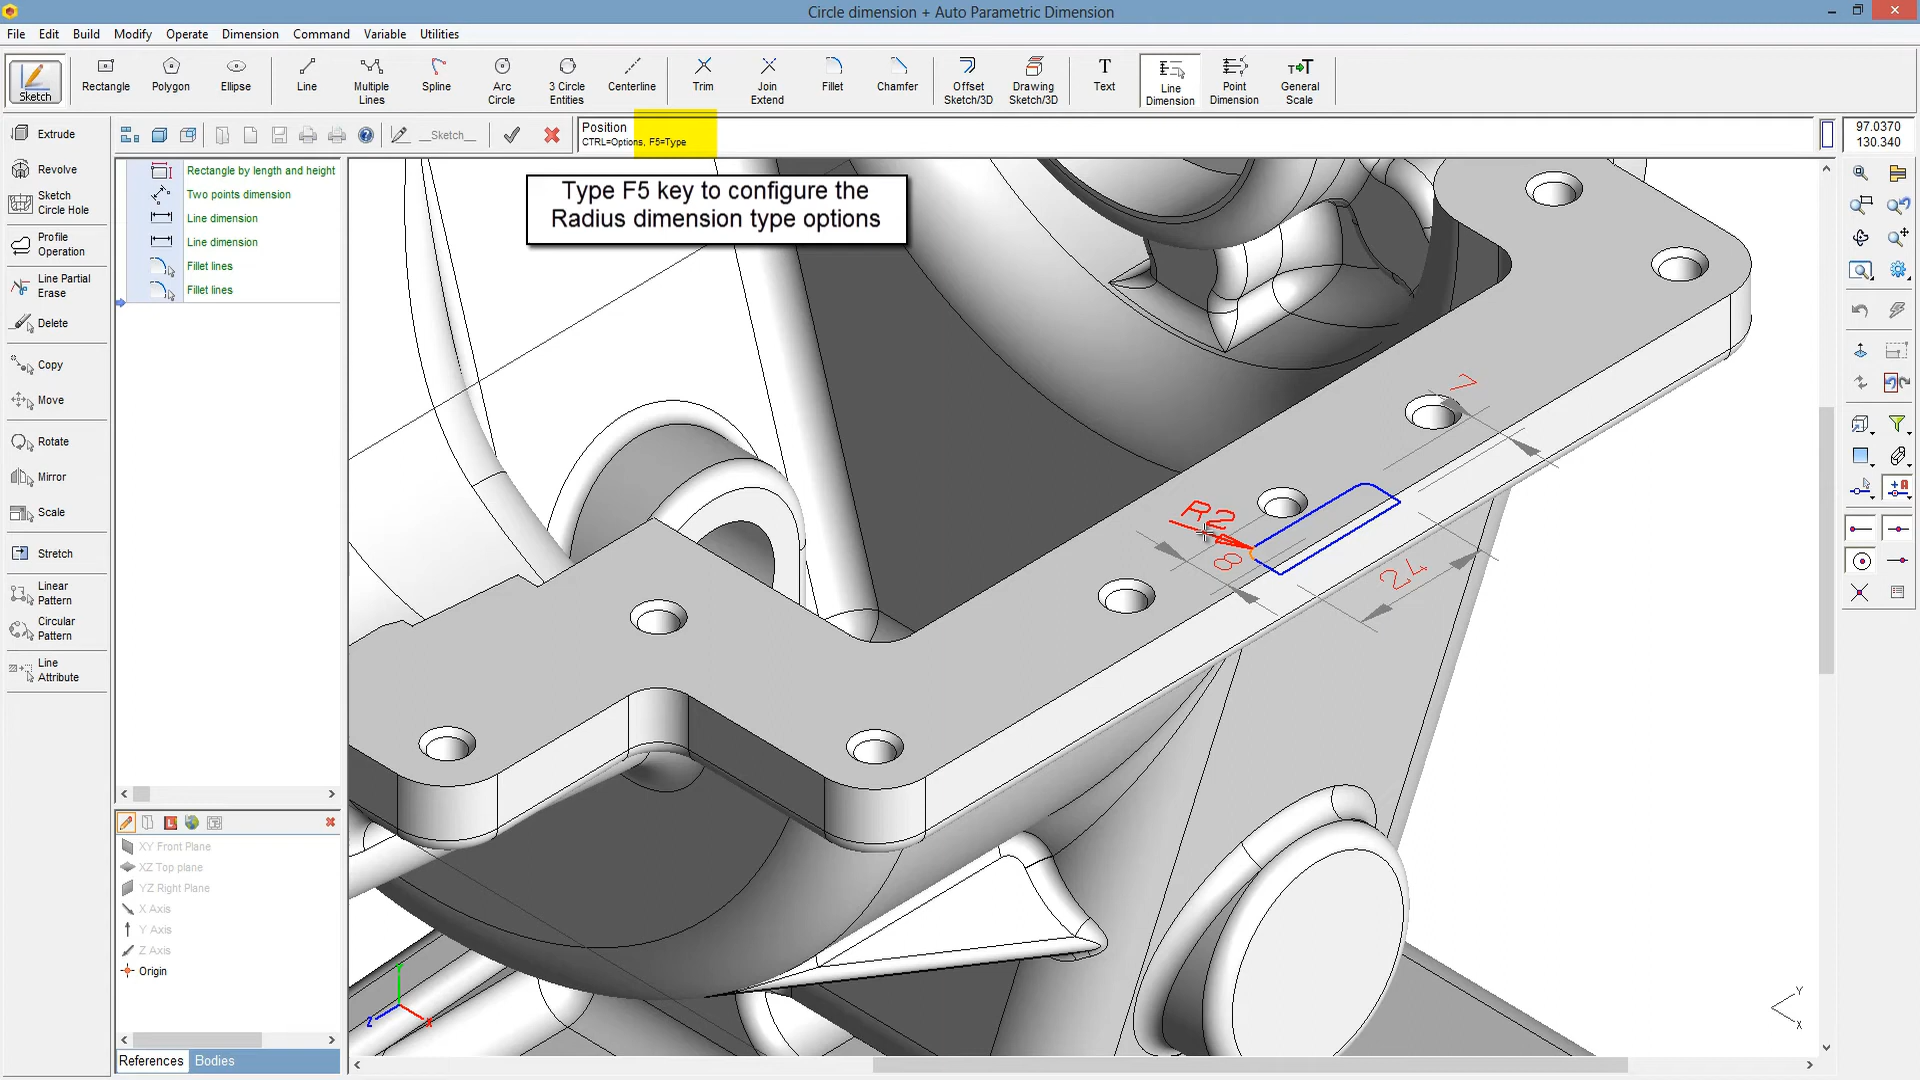 Circle dimension + Auto Parametric Dimension
File Edit Build Modify Operate Dimension Command Variable Utilities
Sketch
Rectangle
Polygon
Ellipse
Line
Multiple
Lines
Spline
Arc
Circle
3 Circle
Entities
Centerline
Trim
Join
Extend
Fillet
Chamfer
Offset
Sketch/3D
Drawing
Sketch/3D
Text
Line
Dimension
Point
Dimension
General
Scale
__Sketch__
Position
CTRL=Options, F5=Type
97.0370
130.340
Extrude
Revolve
Sketch
Circle Hole
Profile
Operation
Line Partial
Erase
Delete
Copy
Move
Rotate
Mirror
Scale
Stretch
Linear
Pattern
Circular
Pattern
Line
Attribute
Rectangle by length and height
Two points dimension
Line dimension
Line dimension
Fillet lines
Fillet lines
Type F5 key to configure the
Radius dimension type options
7
R2
8
24
XY Front Plane
XZ Top plane
YZ Right Plane
X Axis
Y Axis
Z Axis
Origin
References Bodies
Y
Z
X
Y
X